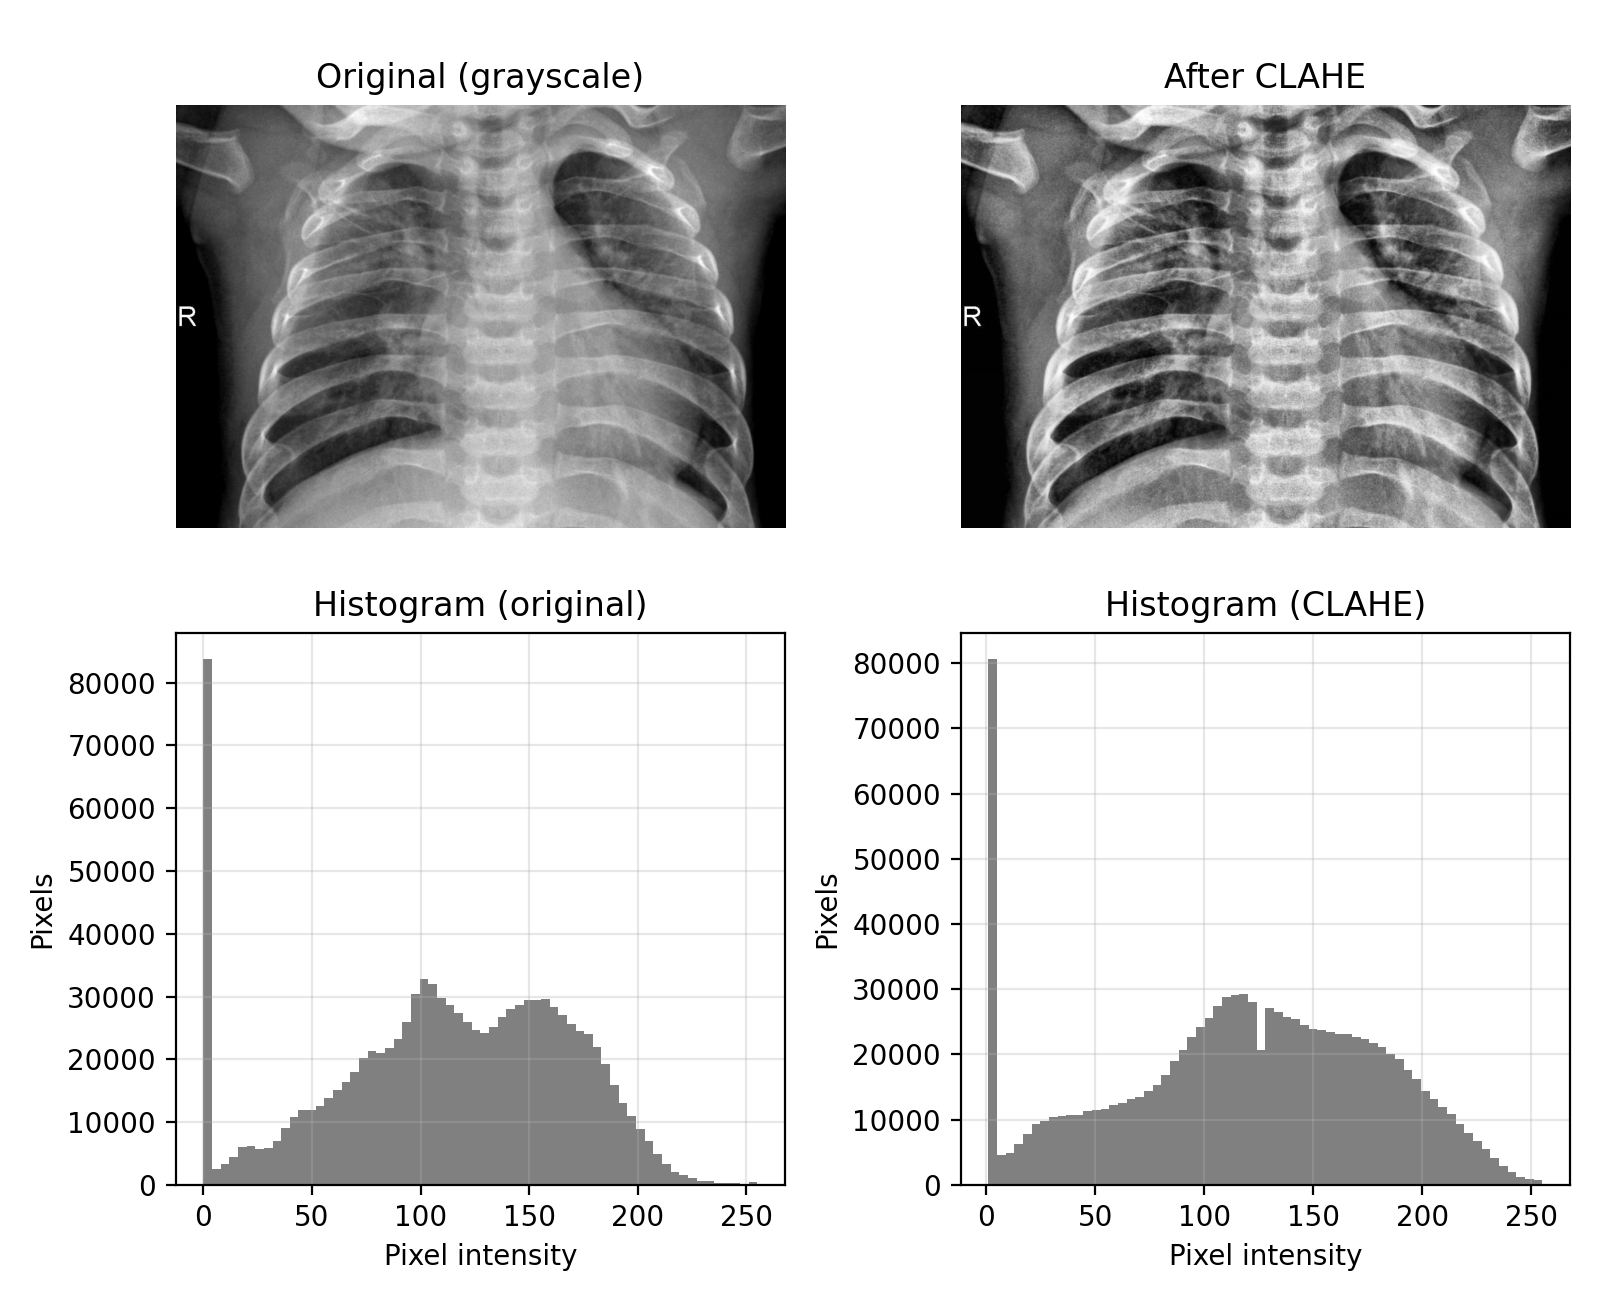 Original (grayscale)
After CLAHE
R
R
Histogram (original)
Histogram (CLAHE)
Pixels
80000
70000
60000
50000
40000
30000
20000
10000
0
0 50 100 150 200 250
Pixel intensity
Pixels
80000
70000
60000
50000
40000
30000
20000
10000
0
0 50 100 150 200 250
Pixel intensity